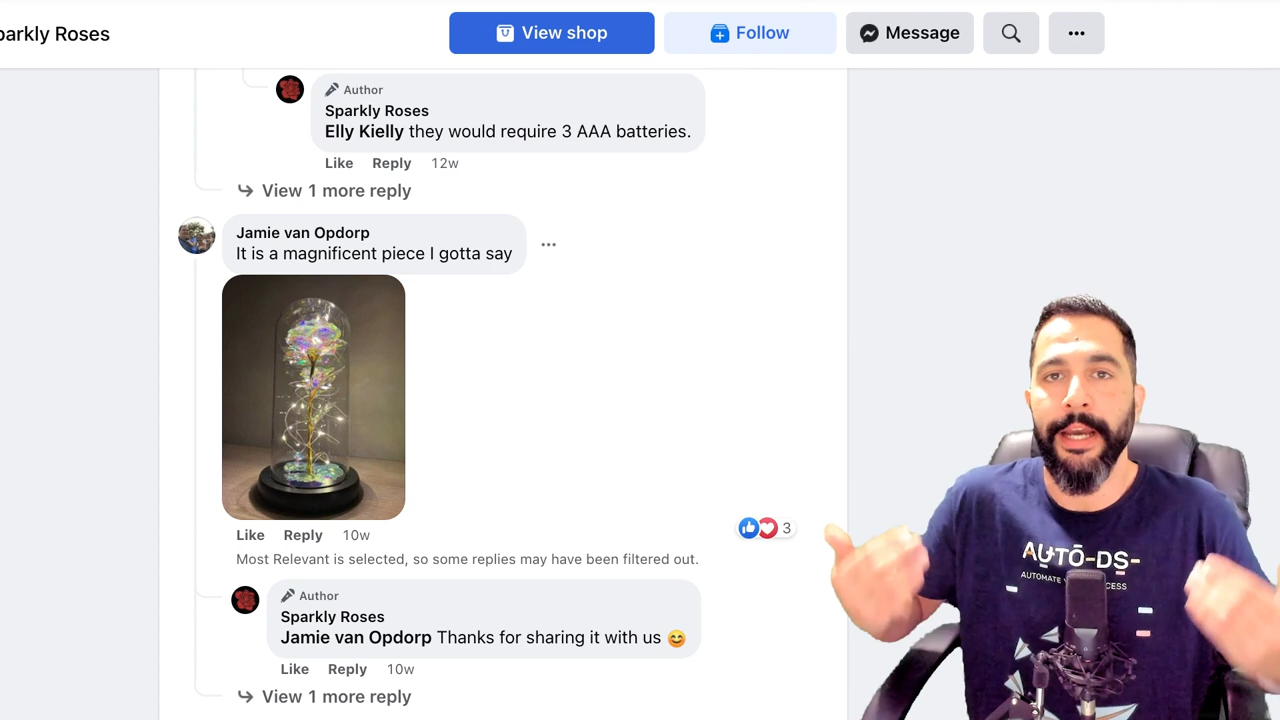 parkly Roses
View shop
Follow
Message
Author
Sparkly Roses
Elly Kielly they would require 3 AAA batteries.
Like Reply 12w
View 1 more reply
Jamie van Opdorp
It is a magnificent piece I gotta say
Like Reply 10w
3
Most Relevant is selected, so some replies may have been filtered out.
Author
Sparkly Roses
Jamie van Opdorp Thanks for sharing it with us 😊
Like Reply 10w
View 1 more reply
AUTO-DS-
AUTOMATE